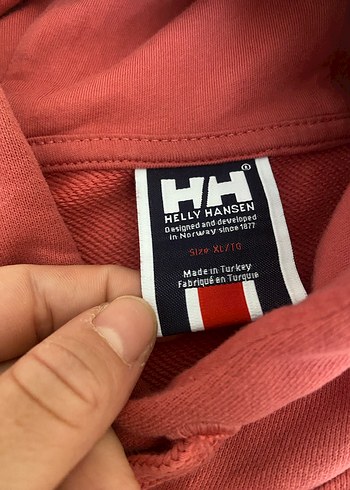 HH®
HELLY HANSEN
Designed and developed
in Norway since 1877
Size XL/TG
Made in Turkey
Fabriqué en Turquie